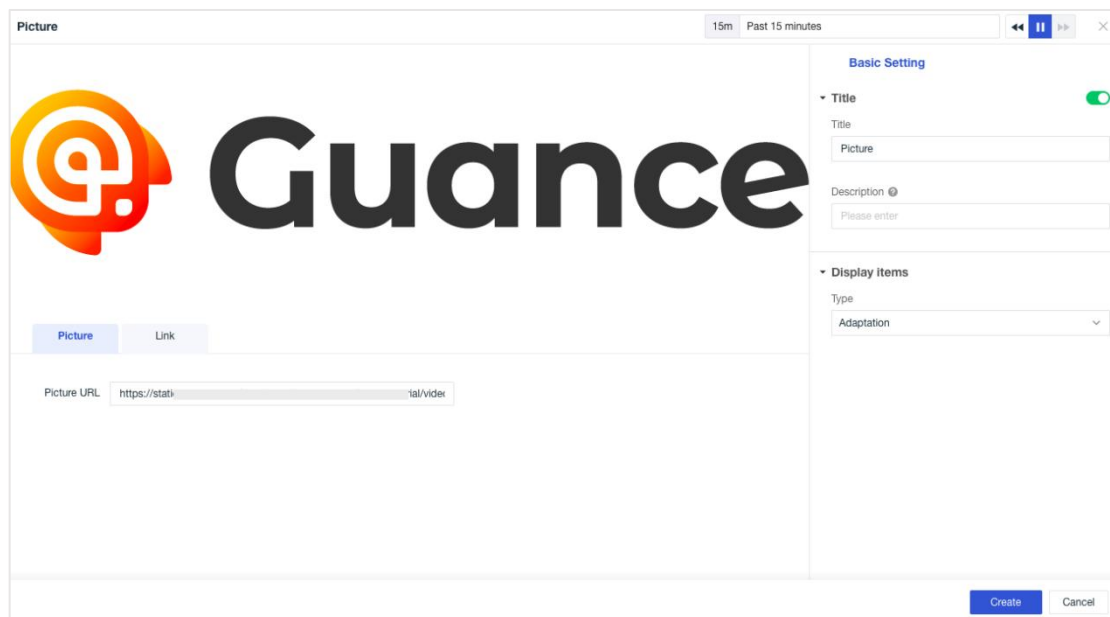 Picture
15m Past 15 minutes
Guance
Basic Setting
Title
Title
Picture
Description
Please enter
Display items
Type
Adaptation
Picture Link
Picture URL https://stati ial/vide
Create Cancel